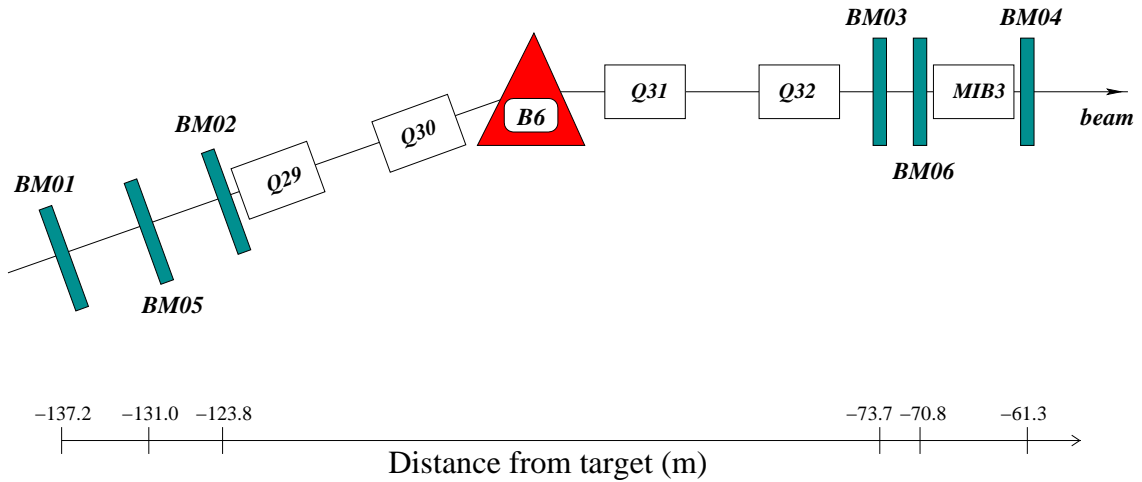 BM03
BM04
BM02
Q31
Q32
MIB3
B6
beam
Q30
BM06
BM01
Q29
BM05
−137.2
−131.0
−123.8
−73.7
−70.8
−61.3
Distance from target (m)